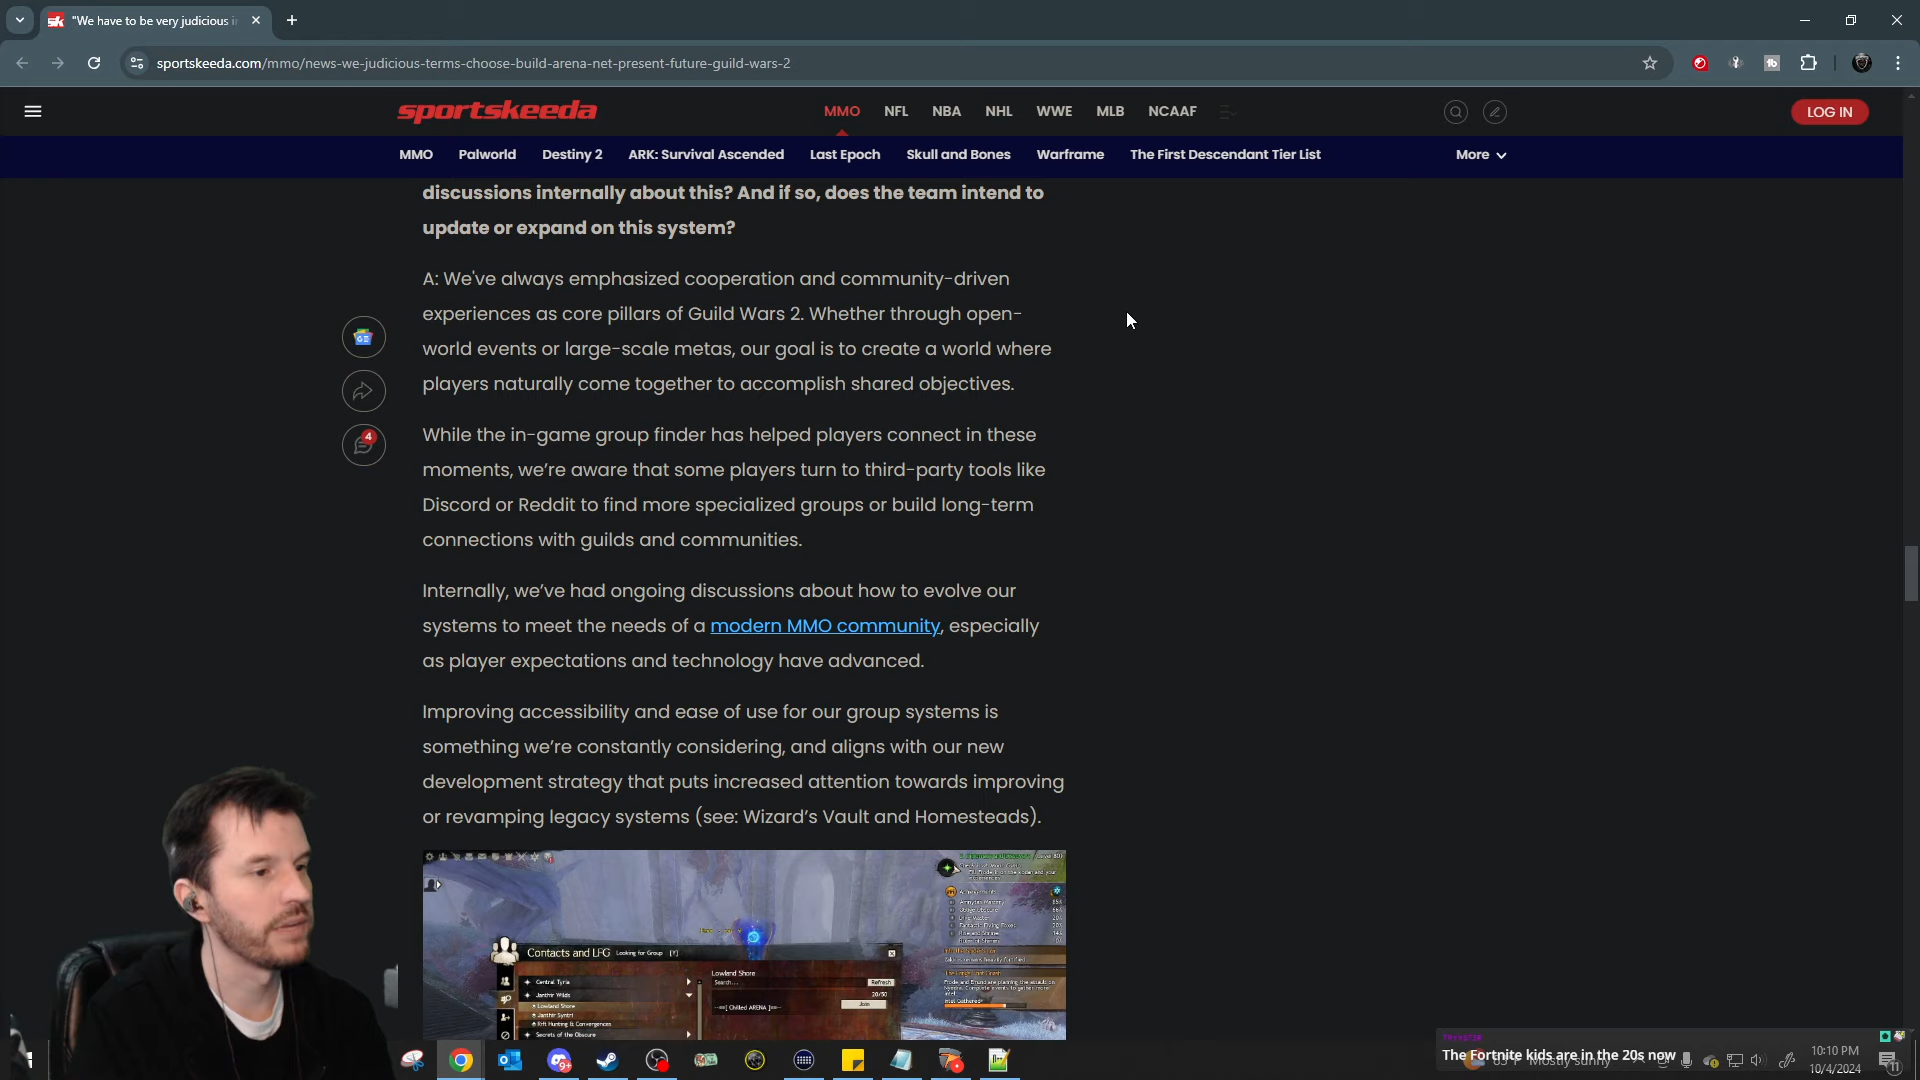 "We have to be very judicious i
sportskeeda.com/mmo/news-we-judicious-terms-choose-build-arena-net-present-future-guild-wars-2
sportskeeda
MMO NFL NBA NHL WWE MLB NCAAF
LOG IN
MMO Palworld Destiny 2 ARK: Survival Ascended Last Epoch Skull and Bones Warframe The First Descendant Tier List More
discussions internally about this? And if so, does the team intend to
update or expand on this system?
A: We've always emphasized cooperation and community-driven
experiences as core pillars of Guild Wars 2. Whether through open-
world events or large-scale metas, our goal is to create a world where
players naturally come together to accomplish shared objectives.
4
While the in-game group finder has helped players connect in these
moments, we're aware that some players turn to third-party tools like
Discord or Reddit to find more specialized groups or build long-term
connections with guilds and communities.
Internally, we've had ongoing discussions about how to evolve our
systems to meet the needs of a modern MMO community, especially
as player expectations and technology have advanced.
Improving accessibility and ease of use for our group systems is
something we're constantly considering, and aligns with our new
development strategy that puts increased attention towards improving
or revamping legacy systems (see: Wizard's Vault and Homesteads).
Contacts and LFG Looking for Group [Y]
Lowland Shore
Search...
Refresh
Central Tyria
Janthir Wilds
20/50
Lowland Shore
Join
[ Chilled ARENA ]
Janthir Syntri
Rift Hunting & Convergences
Secrets of the Obscure
The Fortnite kids are in the 20s now
Mostly sunny
10:10 PM
10/4/2024
11
9+